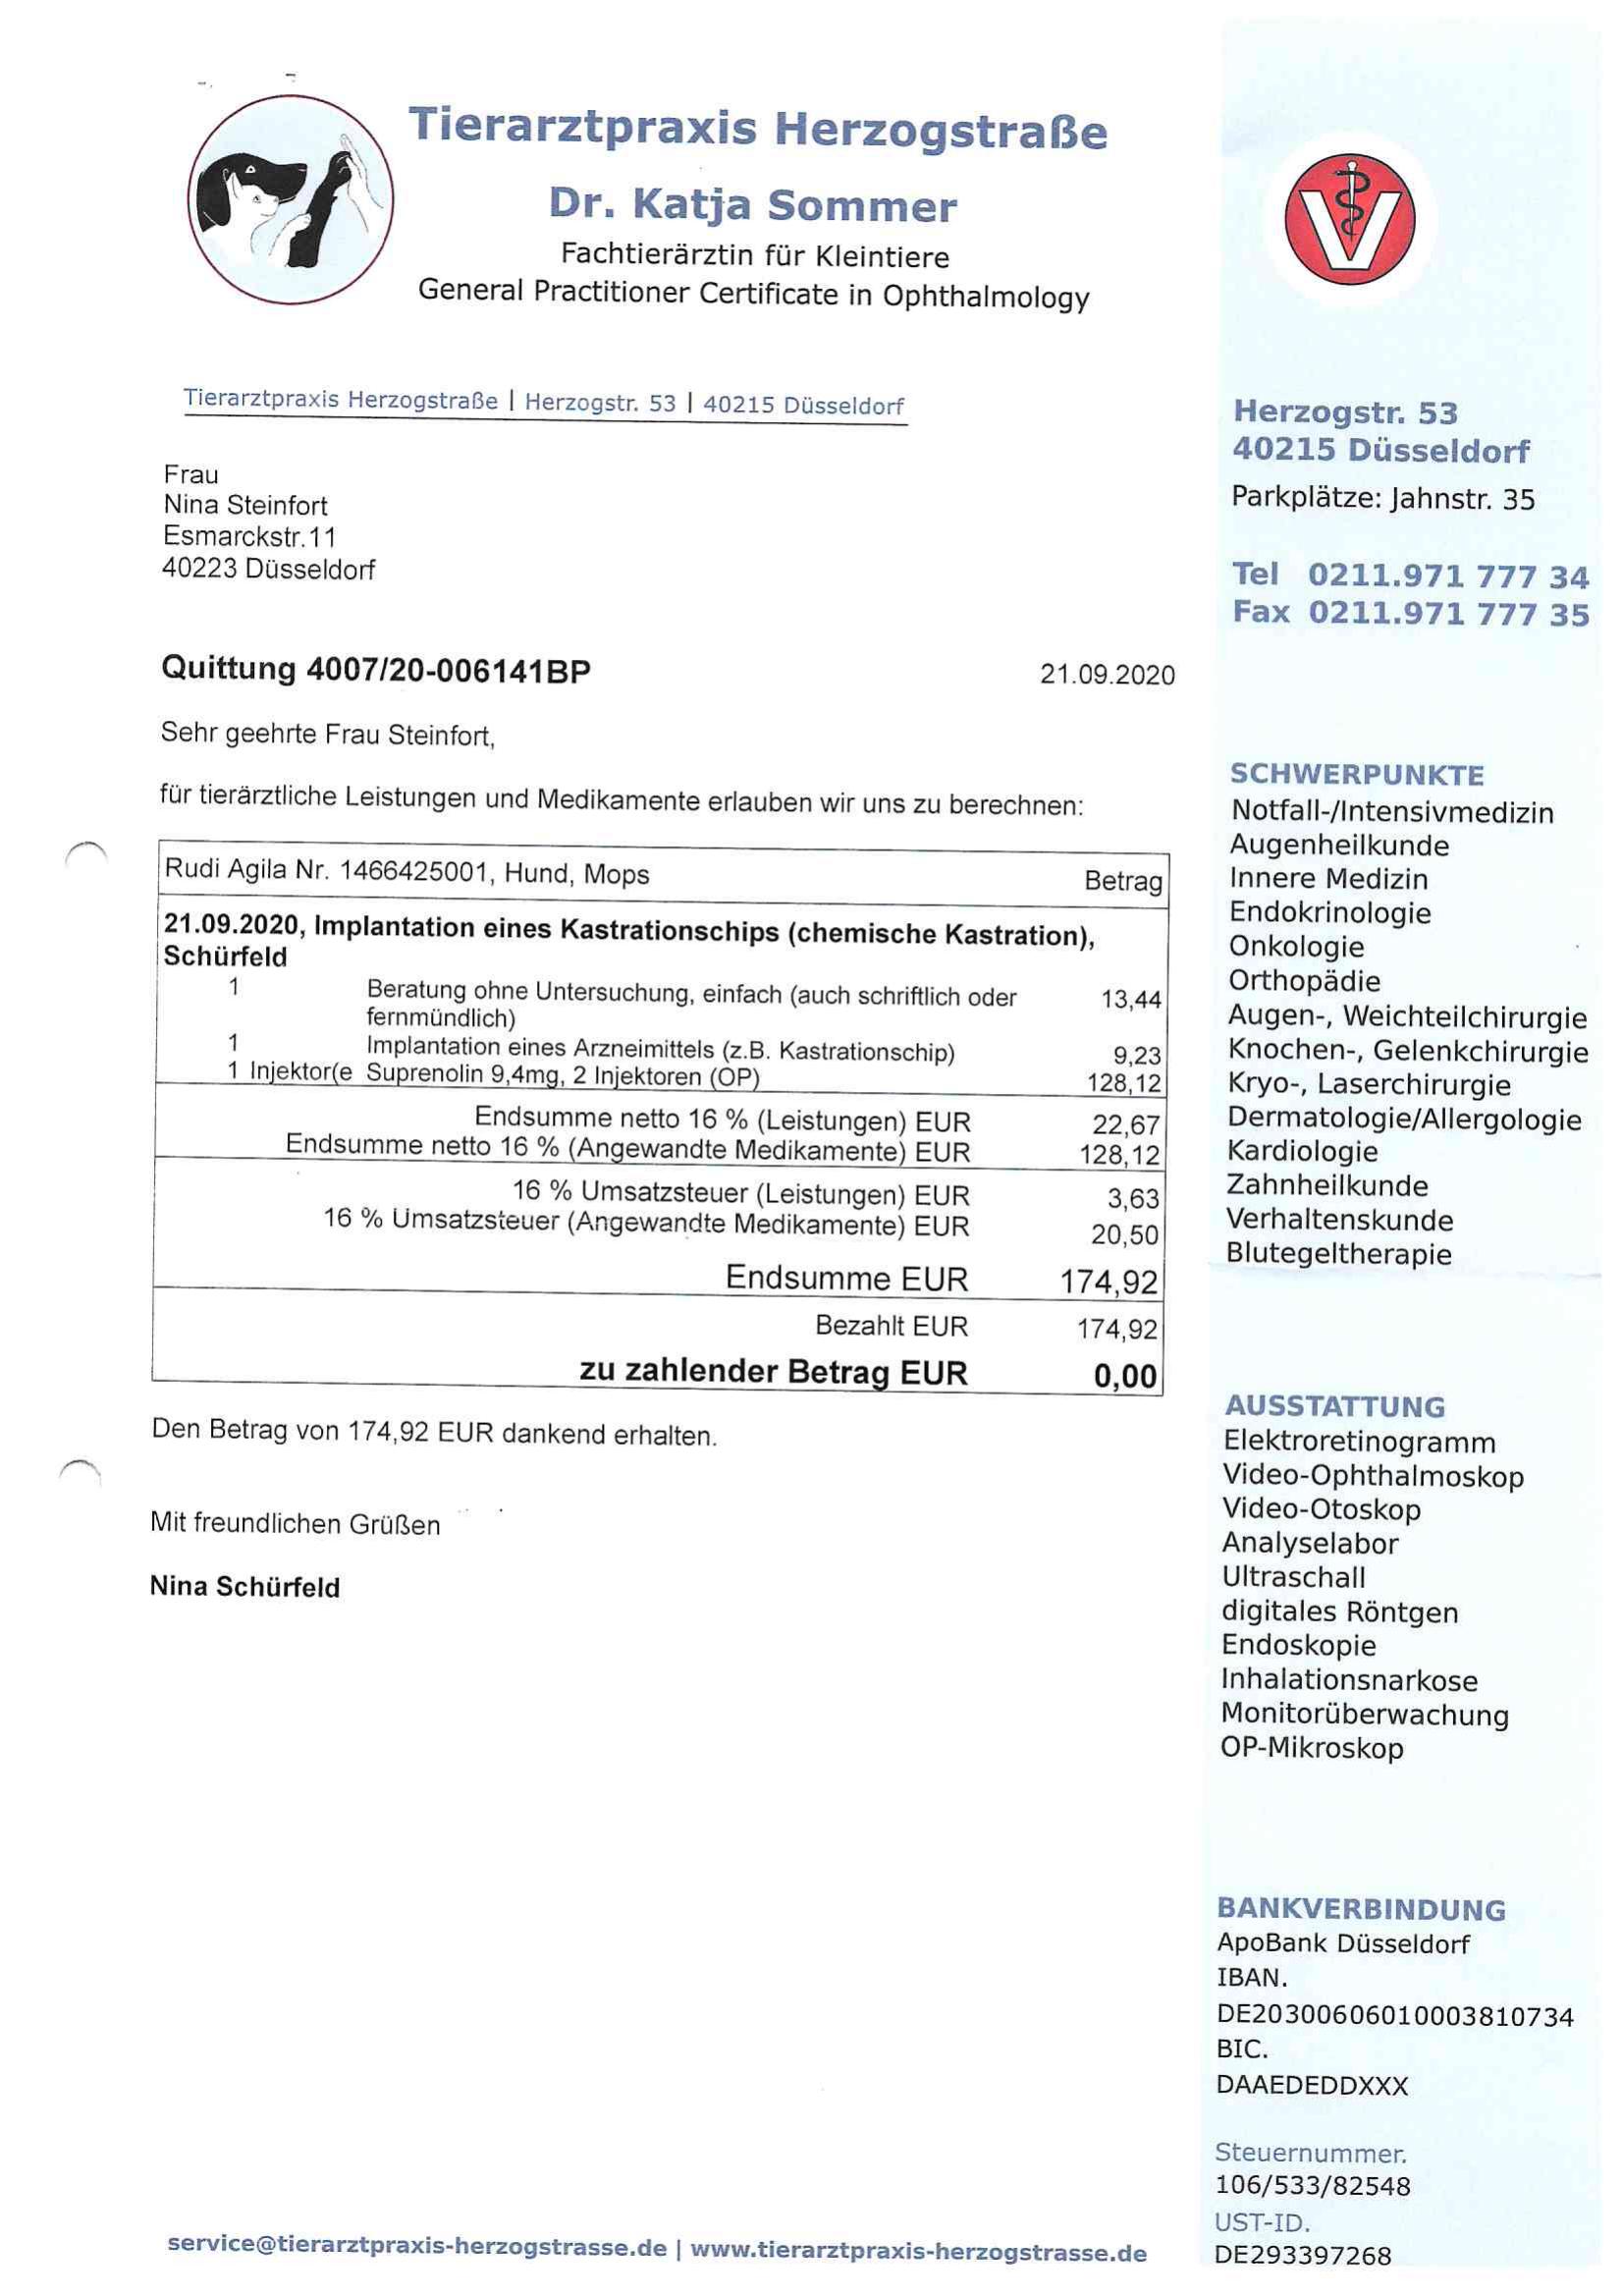 Tierarztpraxis Herzogstraße
Dr. Katja Sommer
Fachtierärztin für Kleintiere
General Practitioner Certificate in Ophthalmology
V
Tierarztpraxis Herzogstraße | Herzogstr. 53 | 40215 Düsseldorf
Frau
Nina Steinfort
Esmarckstr.11
40223 Düsseldorf
Quittung 4007/20-006141BP 21.09.2020
Sehr geehrte Frau Steinfort,
für tierärztliche Leistungen und Medikamente erlauben wir uns zu berechnen:
Rudi Agila Nr. 1466425001, Hund, Mops Betrag
21.09.2020, Implantation eines Kastrationschips (chemische Kastration),
Schürfeld
1 Beratung ohne Untersuchung, einfach (auch schriftlich oder 13,44
fernmündlich)
1 Implantation eines Arzneimittels (z.B. Kastrationschip) 9,23
1 Injektor(e Suprenolin 9,4mg, 2 Injektoren (OP) 128,12
Endsumme netto 16 % (Leistungen) EUR 22,67
Endsumme netto 16 % (Angewandte Medikamente) EUR 128,12
16 % Umsatzsteuer (Leistungen) EUR 3,63
16 % Umsatzsteuer (Angewandte Medikamente) EUR 20,50
Endsumme EUR 174,92
Bezahlt EUR 174,92
zu zahlender Betrag EUR 0,00
Den Betrag von 174,92 EUR dankend erhalten.
Mit freundlichen Grüßen
Nina Schürfeld
Herzogstr. 53
40215 Düsseldorf
Parkplätze: Jahnstr. 35
Tel 0211.971 777 34
Fax 0211.971 777 35
SCHWERPUNKTE
Notfall-/Intensivmedizin
Augenheilkunde
Innere Medizin
Endokrinologie
Onkologie
Orthopädie
Augen-, Weichteilchirurgie
Knochen-, Gelenkchirurgie
Kryo-, Laserchirurgie
Dermatologie/Allergologie
Kardiologie
Zahnheilkunde
Verhaltenskunde
Blutegeltherapie
AUSSTATTUNG
Elektroretinogramm
Video-Ophthalmoskop
Video-Otoskop
Analyselabor
Ultraschall
digitales Röntgen
Endoskopie
Inhalationsnarkose
Monitorüberwachung
OP-Mikroskop
BANKVERBINDUNG
ApoBank Düsseldorf
IBAN.
DE20300606010003810734
BIC.
DAAEDEDDXXX
Steuernummer.
106/533/82548
UST-ID.
DE293397268
service@tierarztpraxis-herzogstrasse.de | www.tierarztpraxis-herzogstrasse.de